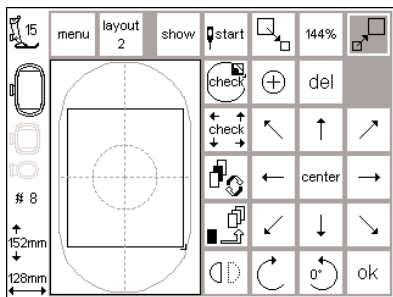 15
menu
layout
2
show
start
144%
check
del
check
center
# 8
152mm
128mm
0°
ok